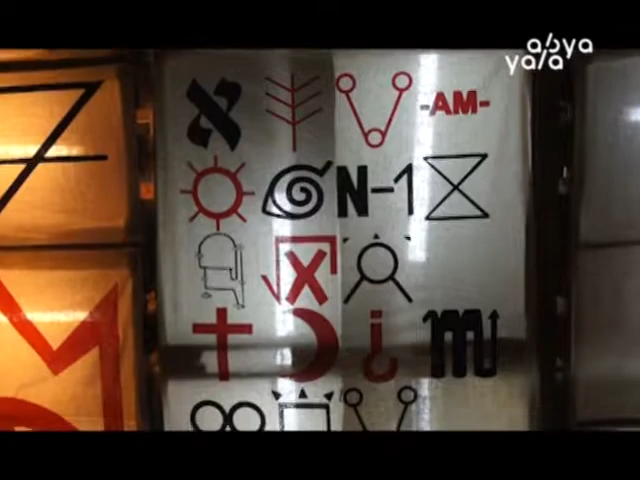 abya
yala
א -AM-
N-1
X
¿